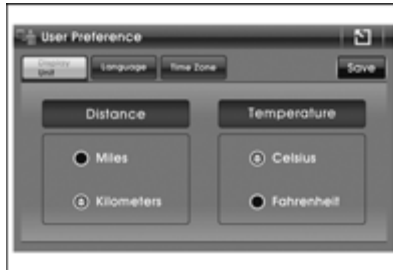 User Preference
Display Unit
Language
Time Zone
Save
Distance
Temperature
Miles
Celsius
Kilometers
Fahrenheit